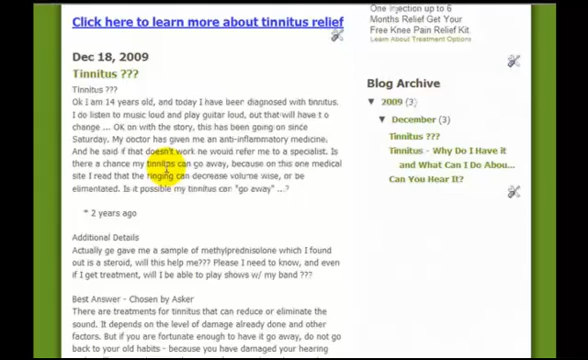 Click here to learn more about tinnitus relief
Dec 18, 2009
Tinnitus ???
Tinnitus ???
Ok I am 14 years old, and today I have been diagnosed with tinnitus.
I do listen to music loud and play guitar loud, but that will have t o
change ... OK on with the story, this has been going on since
Saturday. My doctor has given me an anti-inflammatory medicine.
And he said if that doesn't work he would refer me to a specialist. Is
there a chance my tinnitus can go away, because on this one medical
site I read that the ringing can decrease volume wise, or be
elimentated. Is it possible my tinnitus can "go away" ...?
* 2 years ago
Additional Details
Actually ge gave me a sample of methylprednisolone which I found
out is a steroid, will this help me??? Please I need to know, and even
if I get treatment, will I be able to play shows w/ my band ???
Best Answer - Chosen by Asker
There are treatments for tinnitus that can reduce or eliminate the
sound. It depends on the level of damage already done and other
factors. But if you are fortunate enough to have it go away, do not go
back to your old habits - because you have damaged your hearing
One Injection up to 6
Months Relief Get Your
Free Knee Pain Relief Kit
Learn About Treatment Options
Blog Archive
▼ 2009 (3)
▼ December (3)
Tinnitus ???
Tinnitus - Why Do I Have it
and What Can I Do Abou...
Can You Hear It?